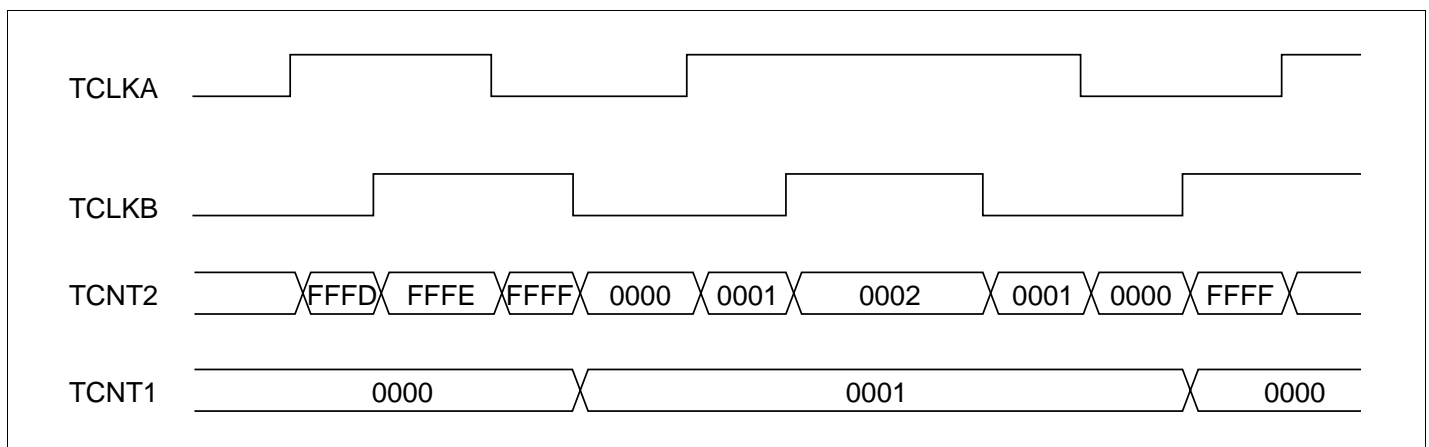 TCLKA
TCLKB
TCNT2 FFFD FFFE FFFF 0000 0001 0002 0001 0000 FFFF
TCNT1 0000 0001 0000